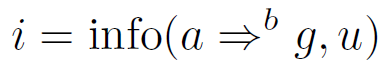 i = info(a ⇒ᵇ g, u)